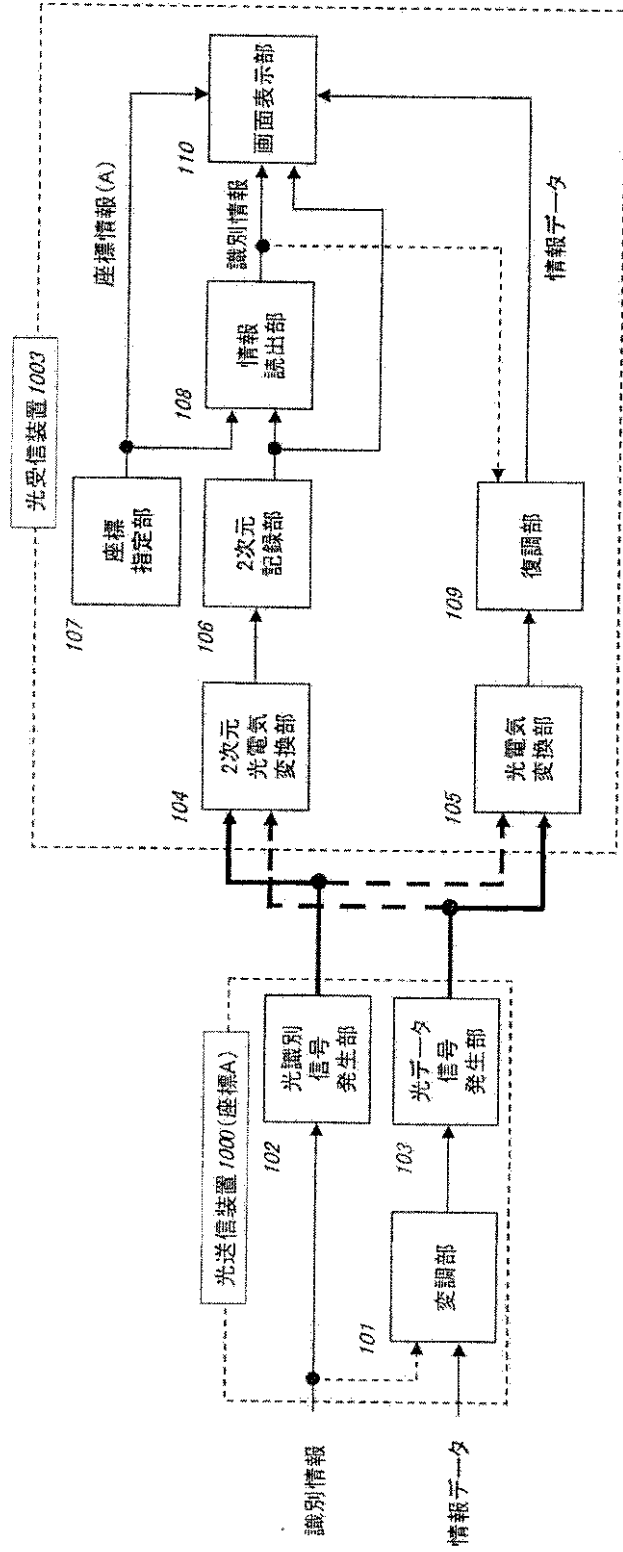 識別情報
情報データ
光送信装置1000(座標A)
101
変調部
102
光識別
信号
発生部
103
光データ
信号
発生部
光受信装置1003
104
2次元
光電気
変換部
105
光電気
変換部
106
2次元
記録部
107
座標
指定部
108
情報
読出部
109
復調部
座標情報(A)
識別情報
情報データ
110
画面表示部